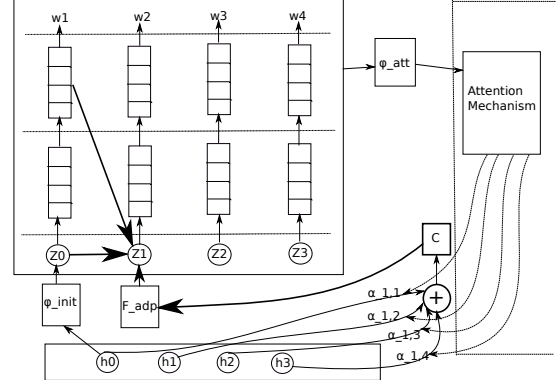 w1 w2 w3 w4
φ_att
Attention
Mechanism
Z0 Z1 Z2 Z3
C
φ_init
F_adp
α_1,1
+
α_1,2
α_1,3
α_1,4
h0 h1 h2 h3